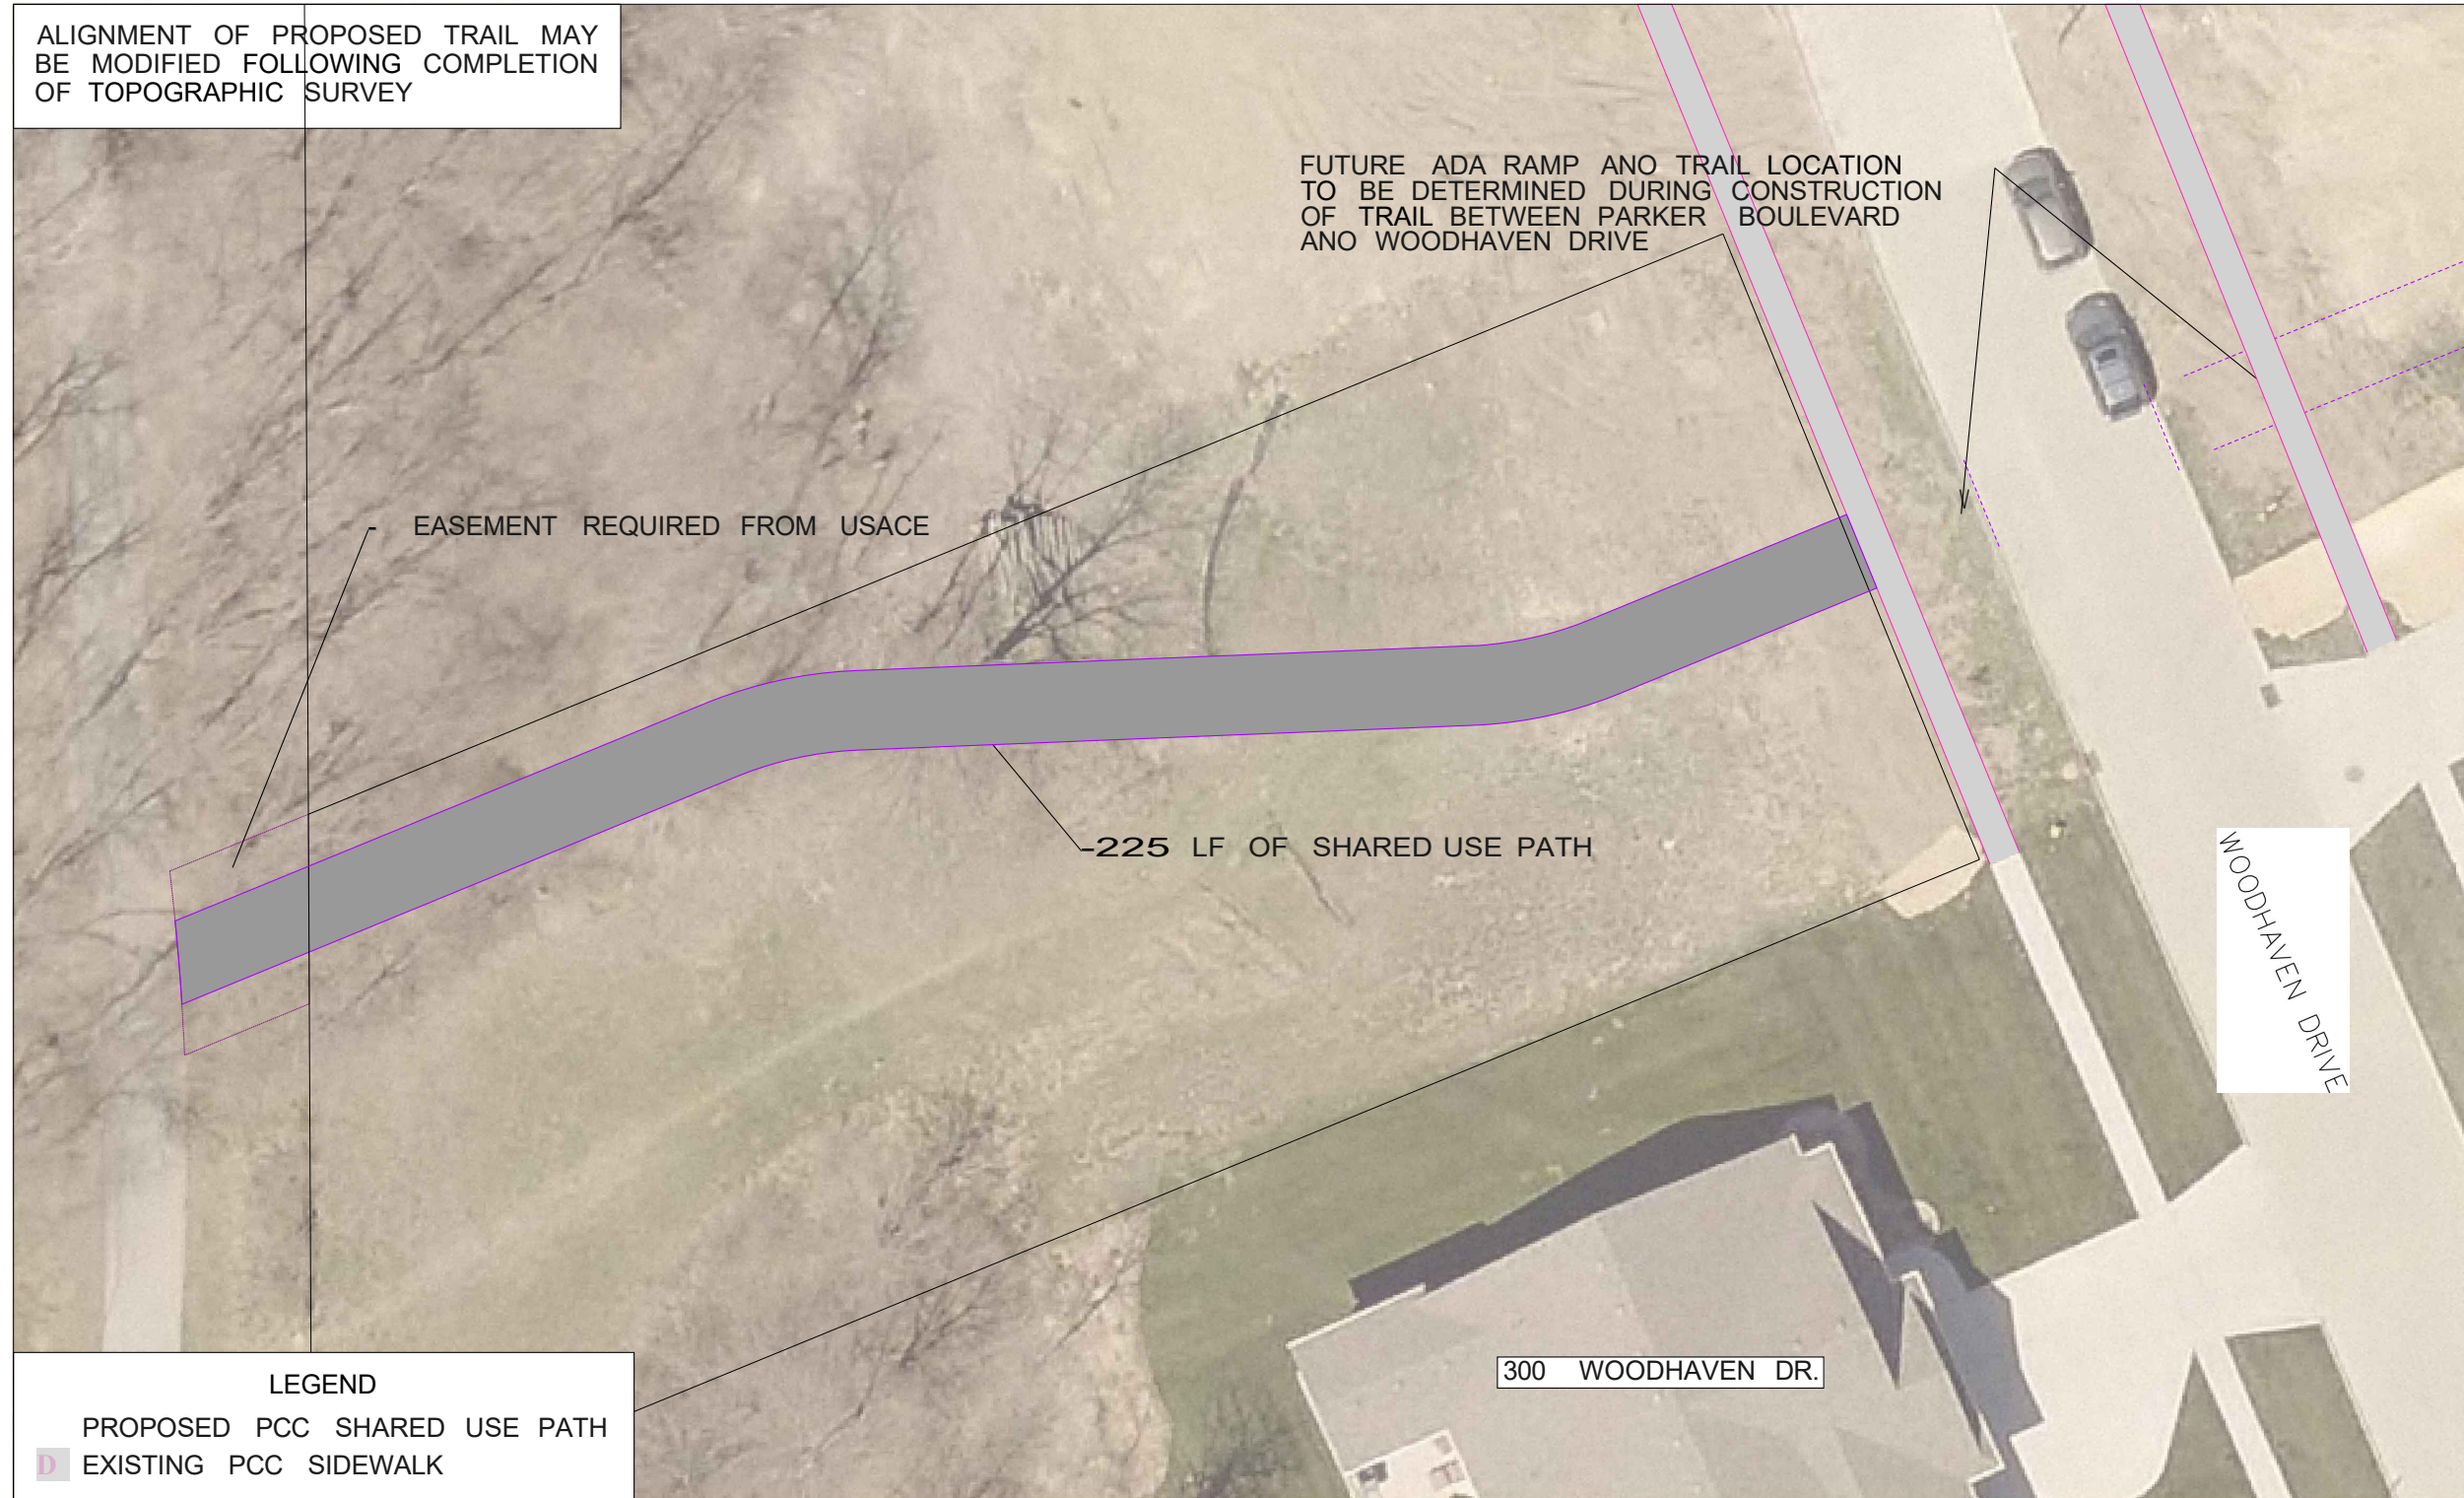 ALIGNMENT OF PROPOSED TRAIL MAY
BE MODIFIED FOLLOWING COMPLETION
OF TOPOGRAPHIC SURVEY
FUTURE ADA RAMP ANO TRAIL LOCATION
TO BE DETERMINED DURING CONSTRUCTION
OF TRAIL BETWEEN PARKER BOULEVARD
ANO WOODHAVEN DRIVE
- EASEMENT REQUIRED FROM USACE
-225 LF OF SHARED USE PATH
WOODHAVEN DRIVE
300 WOODHAVEN DR.
LEGEND
PROPOSED PCC SHARED USE PATH
D EXISTING PCC SIDEWALK